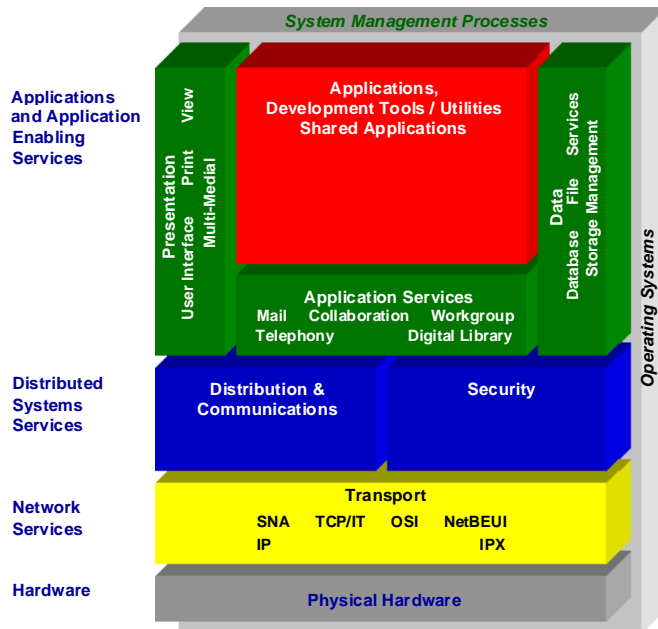 System Management Processes
Applications
and Application
Enabling
Services
Presentation View
User Interface Print
Multi-Medial
Applications,
Development Tools / Utilities
Shared Applications
Data Services
Database File
Storage Management
Application Services
Mail Collaboration Workgroup
Telephony Digital Library
Operating Systems
Distributed
Systems
Services
Distribution &
Communications
Security
Network
Services
Transport
SNA TCP/IT OSI NetBEUI
IP IPX
Hardware
Physical Hardware